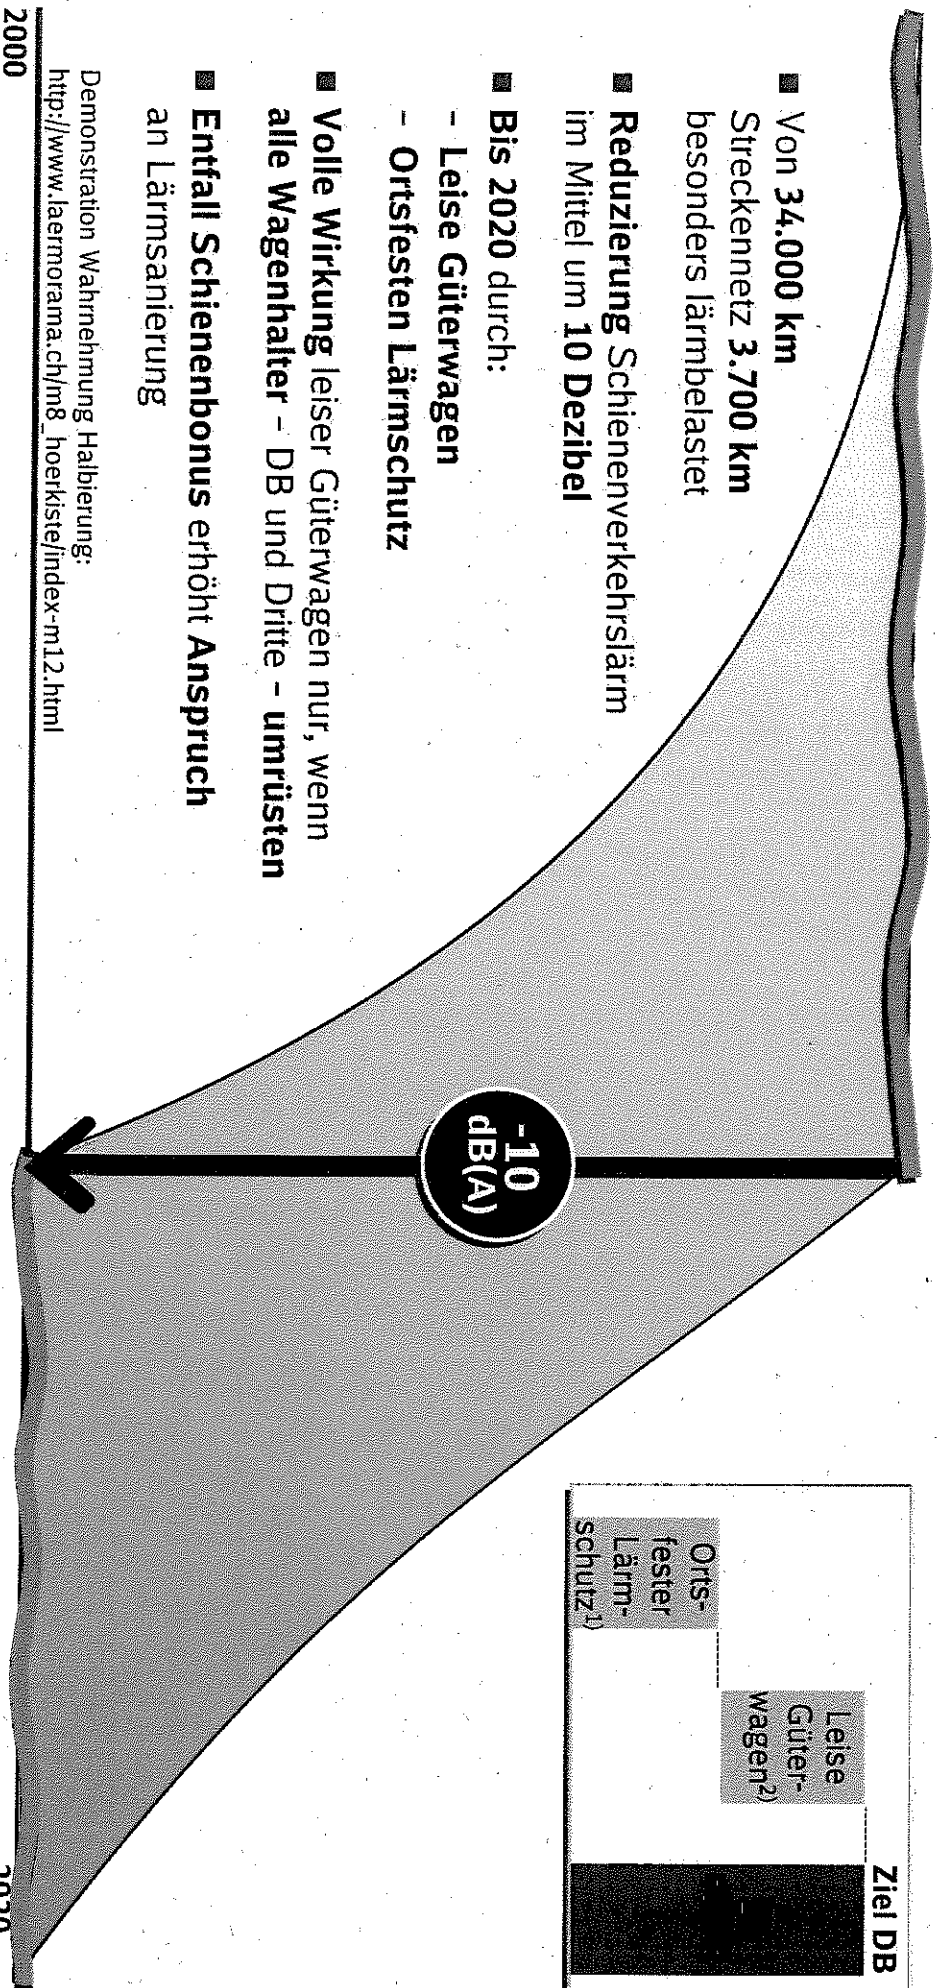 ■ Von 34.000 km
Streckennetz 3.700 km
besonders lärmbelastet
■ Reduzierung Schienenverkehrslärm
im Mittel um 10 Dezibel
■ Bis 2020 durch:
- Leise Güterwagen
- Ortsfesten Lärmschutz
■ Volle Wirkung leiser Güterwagen nur, wenn
alle Wagenhalter - DB und Dritte - umrüsten
■ Entfall Schienenbonus erhöht Anspruch
an Lärmsanierung
Demonstration Wahrnehmung Halbierung:
http://www.laermorama.ch/m8_hoerkiste/index-m12.html
2000
-10
dB(A)
Ziel DB
Leise
Güter-
wagen2)
Orts-
fester
Lärm-
schutz1)
2020